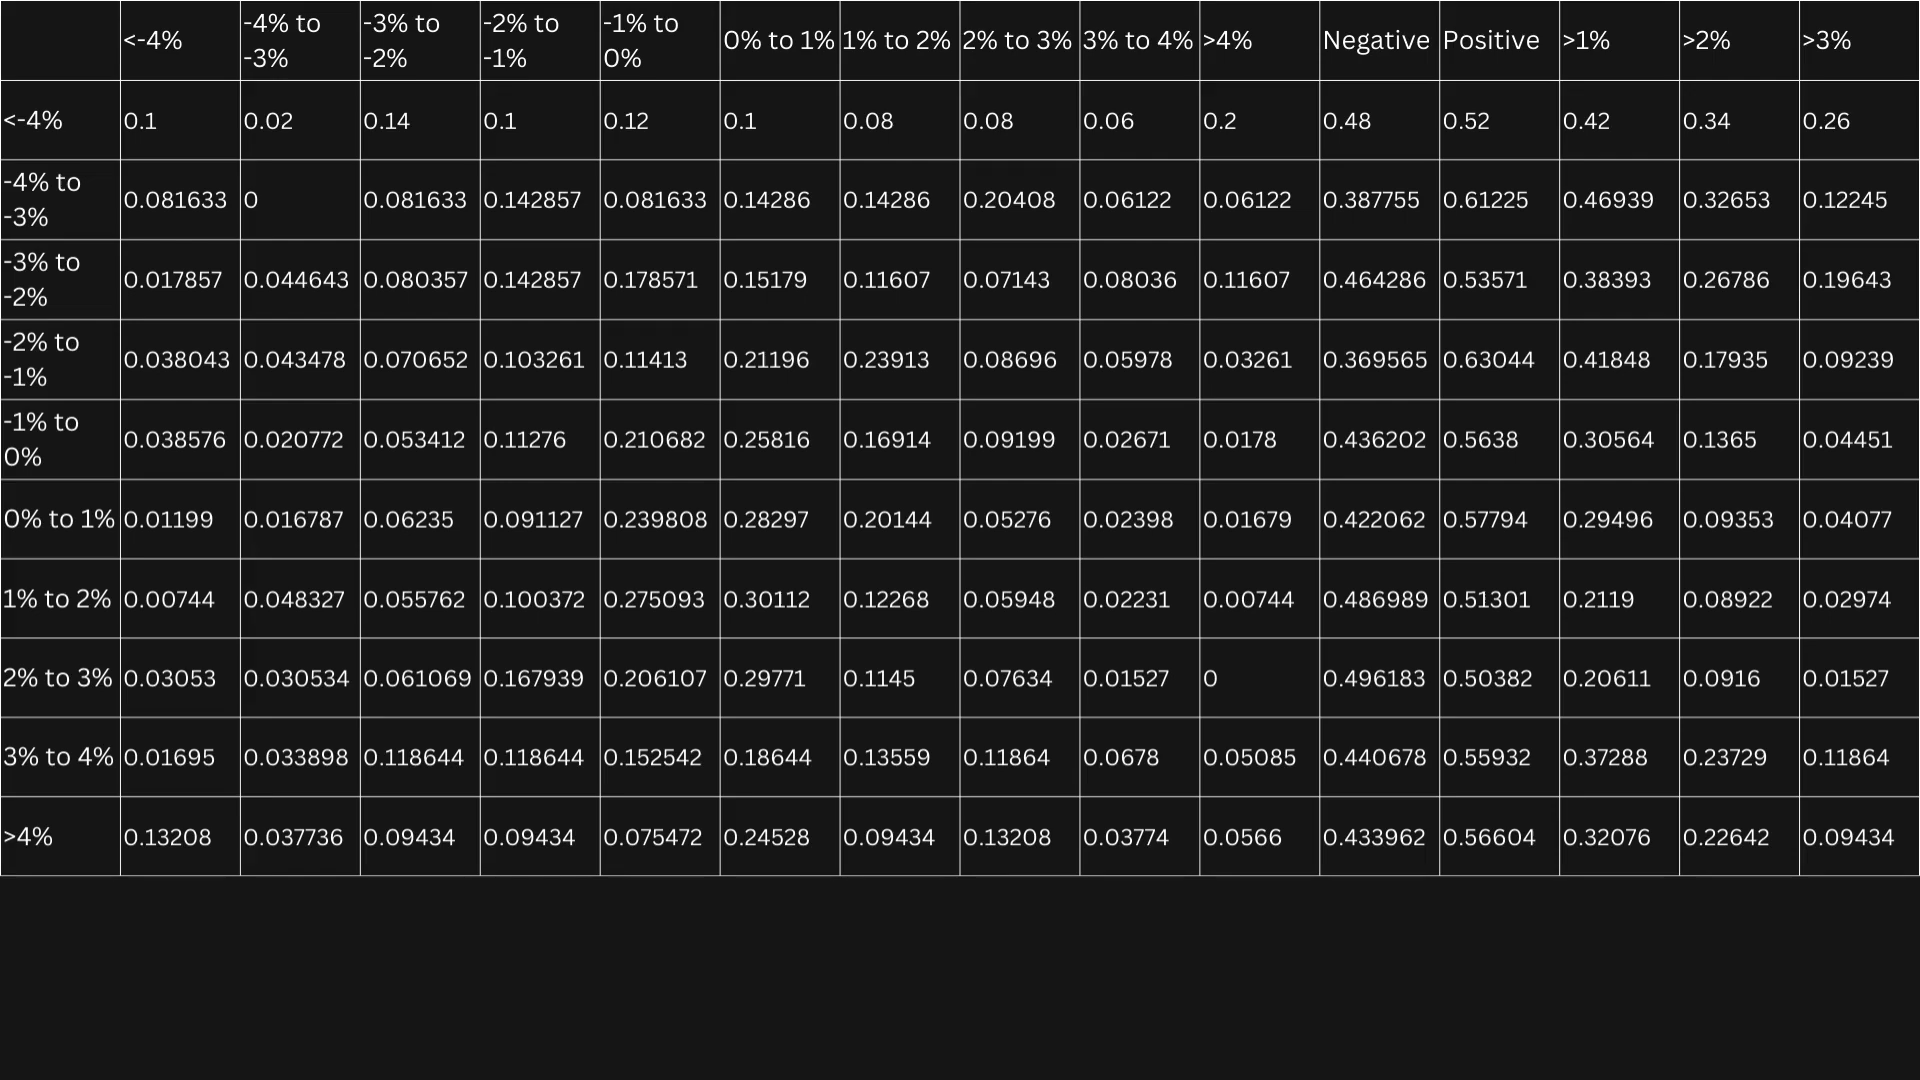 <-4% -4% to -3% -3% to -2% -2% to -1% -1% to 0% 0% to 1% 1% to 2% 2% to 3% 3% to 4% >4% Negative Positive >1% >2% >3%
<-4% 0.1 0.02 0.14 0.1 0.12 0.1 0.08 0.08 0.06 0.2 0.48 0.52 0.42 0.34 0.26
-4% to -3% 0.081633 0 0.081633 0.142857 0.081633 0.14286 0.14286 0.20408 0.06122 0.06122 0.387755 0.61225 0.46939 0.32653 0.12245
-3% to -2% 0.017857 0.044643 0.080357 0.142857 0.178571 0.15179 0.11607 0.07143 0.08036 0.11607 0.464286 0.53571 0.38393 0.26786 0.19643
-2% to -1% 0.038043 0.043478 0.070652 0.103261 0.11413 0.21196 0.23913 0.08696 0.05978 0.03261 0.369565 0.63044 0.41848 0.17935 0.09239
-1% to 0% 0.038576 0.020772 0.053412 0.11276 0.210682 0.25816 0.16914 0.09199 0.02671 0.0178 0.436202 0.5638 0.30564 0.1365 0.04451
0% to 1% 0.01199 0.016787 0.06235 0.091127 0.239808 0.28297 0.20144 0.05276 0.02398 0.01679 0.422062 0.57794 0.29496 0.09353 0.04077
1% to 2% 0.00744 0.048327 0.055762 0.100372 0.275093 0.30112 0.12268 0.05948 0.02231 0.00744 0.486989 0.51301 0.2119 0.08922 0.02974
2% to 3% 0.03053 0.030534 0.061069 0.167939 0.206107 0.29771 0.1145 0.07634 0.01527 0 0.496183 0.50382 0.20611 0.0916 0.01527
3% to 4% 0.01695 0.033898 0.118644 0.118644 0.152542 0.18644 0.13559 0.11864 0.0678 0.05085 0.440678 0.55932 0.37288 0.23729 0.11864
>4% 0.13208 0.037736 0.09434 0.09434 0.075472 0.24528 0.09434 0.13208 0.03774 0.0566 0.433962 0.56604 0.32076 0.22642 0.09434